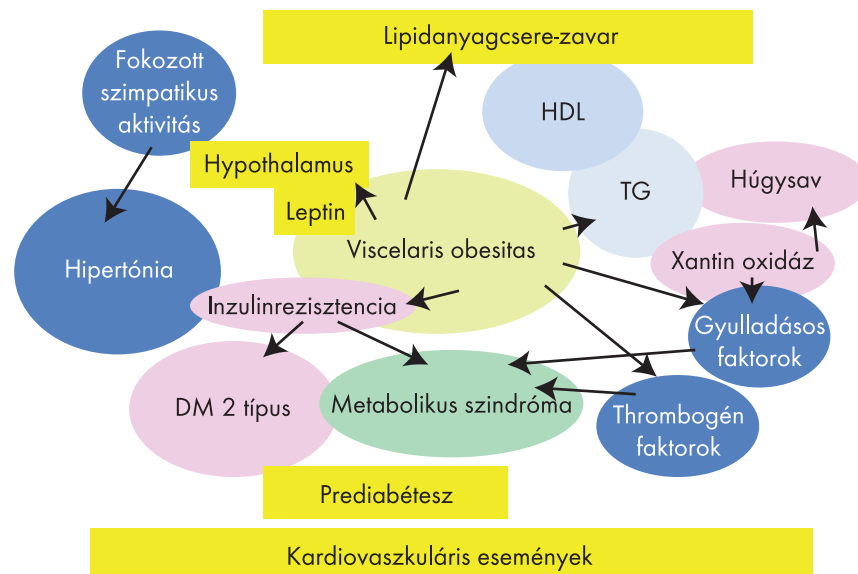 Lipidanyagcsere-zavar
Fokozott
szimpatikus
aktivitás
HDL
Hypothalamus
Leptin
TG
Húgysav
Viscelaris obesitas
Hipertónia
Xantin oxidáz
Inzulinrezisztencia
Gyulladásos
faktorok
DM 2 típus
Metabolikus szindróma
Thrombogén
faktorok
Prediabétesz
Kardiovaszkuláris események